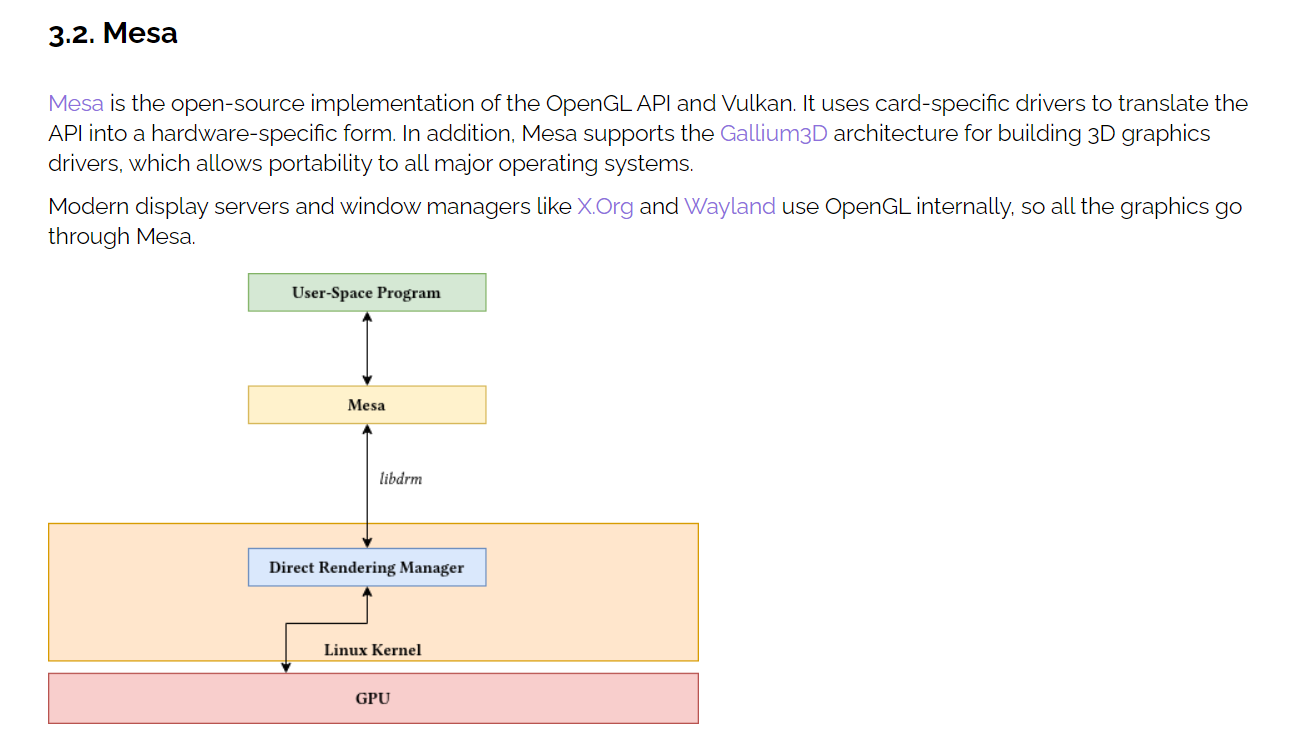 3.2. Mesa
Mesa is the open-source implementation of the OpenGL API and Vulkan. It uses card-specific drivers to translate the
API into a hardware-specific form. In addition, Mesa supports the Gallium3D architecture for building 3D graphics
drivers, which allows portability to all major operating systems.
Modern display servers and window managers like X.Org and Wayland use OpenGL internally, so all the graphics go
through Mesa.
User-Space Program
Mesa
libdrm
Direct Rendering Manager
Linux Kernel
GPU